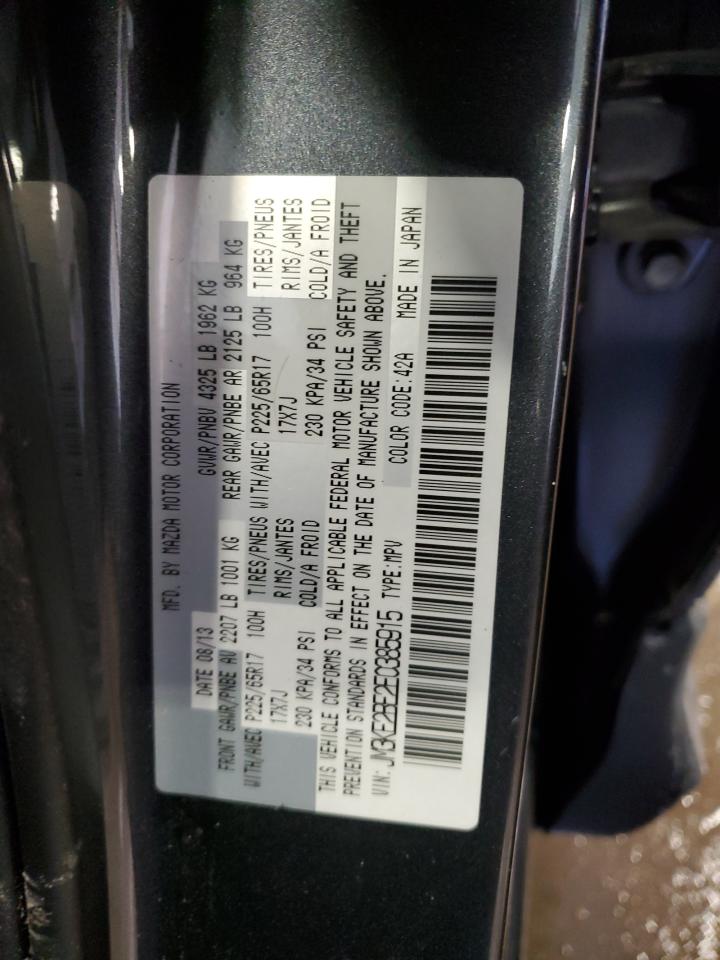 MFD. BY MAZDA MOTOR CORPORATION
DATE 08/13 GVWR/PNBV 4325 LB 1962 KG
FRONT GAWR/PNBE AV 2207 LB 1001 KG REAR GAWR/PNBE AR 2125 LB 964 KG
WITH/AVEC P225/65R17 100H TIRES/PNEUS WITH/AVEC P225/65R17 100H TIRES/PNEUS
17X7J RIMS/JANTES 17X7J RIMS/JANTES
230 KPA/34 PSI COLD/A FROID 230 KPA/34 PSI COLD/A FROID
THIS VEHICLE CONFORMS TO ALL APPLICABLE FEDERAL MOTOR VEHICLE SAFETY AND THEFT
PREVENTION STANDARDS IN EFFECT ON THE DATE OF MANUFACTURE SHOWN ABOVE.
VIN: JM3KE2BE2E0385915 TYPE:MPV COLOR CODE:42A MADE IN JAPAN